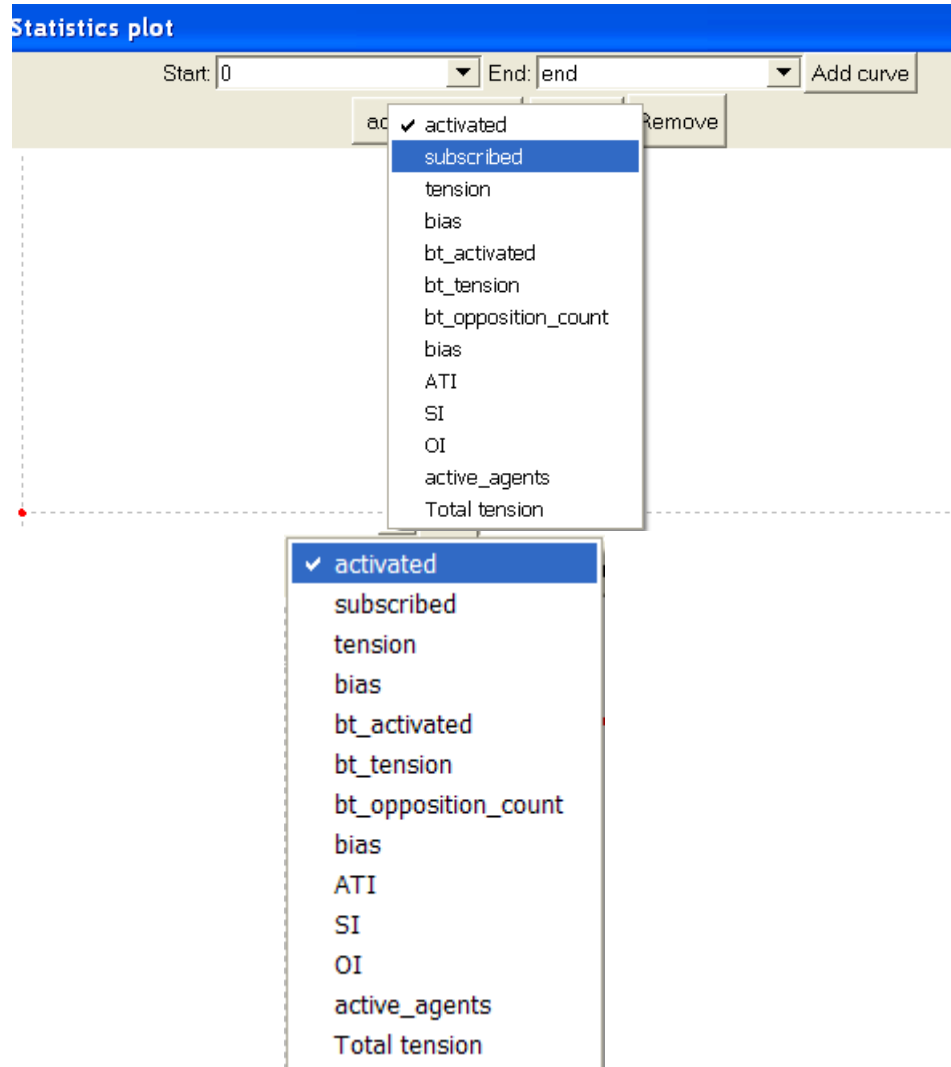 Statistics plot
Start: 0 End: end Add curve
Remove
activated
subscribed
tension
bias
bt_activated
bt_tension
bt_opposition_count
bias
ATI
SI
OI
active_agents
Total tension
activated
subscribed
tension
bias
bt_activated
bt_tension
bt_opposition_count
bias
ATI
SI
OI
active_agents
Total tension